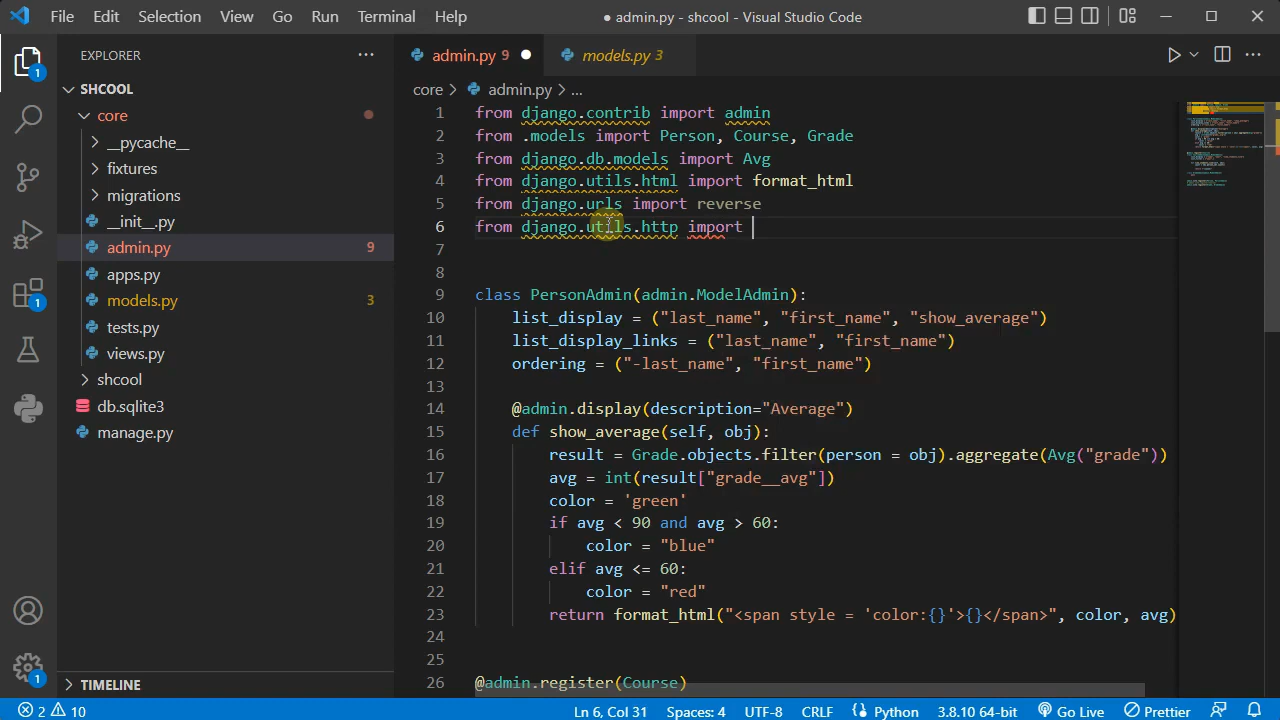 File Edit Selection View Go Run Terminal Help
● admin.py - shcool - Visual Studio Code
EXPLORER
SHCOOL
core
__pycache__
fixtures
migrations
__init__.py
admin.py 9
apps.py
models.py 3
tests.py
views.py
shcool
db.sqlite3
manage.py
TIMELINE
1
1
1
admin.py 9
models.py 3
core > admin.py > ...
1 from django.contrib import admin
2 from .models import Person, Course, Grade
3 from django.db.models import Avg
4 from django.utils.html import format_html
5 from django.urls import reverse
6 from django.utils.http import
7
8
9 class PersonAdmin(admin.ModelAdmin):
10 list_display = ("last_name", "first_name", "show_average")
11 list_display_links = ("last_name", "first_name")
12 ordering = ("-last_name", "first_name")
13
14 @admin.display(description="Average")
15 def show_average(self, obj):
16 result = Grade.objects.filter(person = obj).aggregate(Avg("grade"))
17 avg = int(result["grade__avg"])
18 color = 'green'
19 if avg < 90 and avg > 60:
20 color = "blue"
21 elif avg <= 60:
22 color = "red"
23 return format_html("<span style = 'color:{}'>{}</span>", color, avg)
24
25
26 @admin.register(Course)
2 10 Ln 6, Col 31 Spaces: 4 UTF-8 CRLF Python 3.8.10 64-bit Go Live Prettier